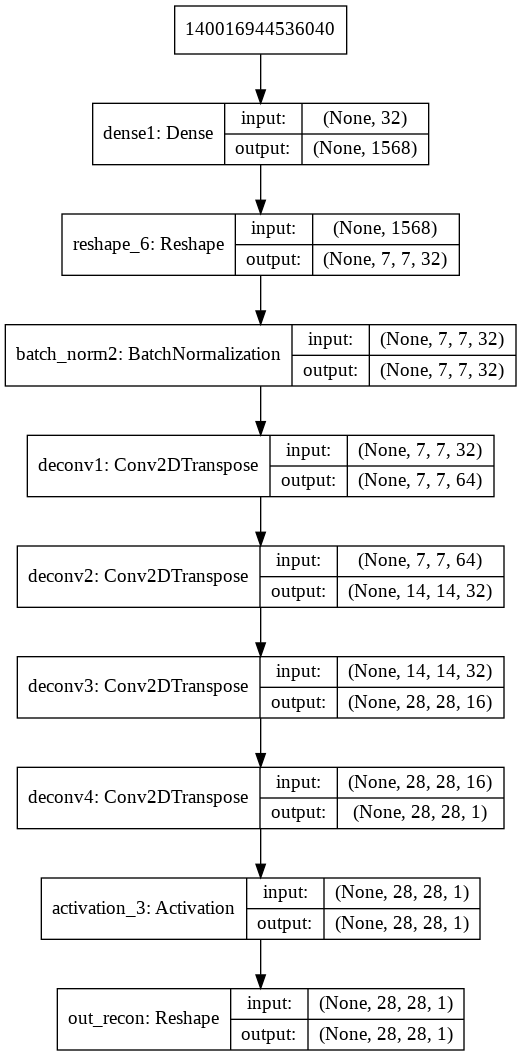 140016944536040
dense1: Dense
input: (None, 32)
output: (None, 1568)
reshape_6: Reshape
input: (None, 1568)
output: (None, 7, 7, 32)
batch_norm2: BatchNormalization
input: (None, 7, 7, 32)
output: (None, 7, 7, 32)
deconv1: Conv2DTranspose
input: (None, 7, 7, 32)
output: (None, 7, 7, 64)
deconv2: Conv2DTranspose
input: (None, 7, 7, 64)
output: (None, 14, 14, 32)
deconv3: Conv2DTranspose
input: (None, 14, 14, 32)
output: (None, 28, 28, 16)
deconv4: Conv2DTranspose
input: (None, 28, 28, 16)
output: (None, 28, 28, 1)
activation_3: Activation
input: (None, 28, 28, 1)
output: (None, 28, 28, 1)
out_recon: Reshape
input: (None, 28, 28, 1)
output: (None, 28, 28, 1)